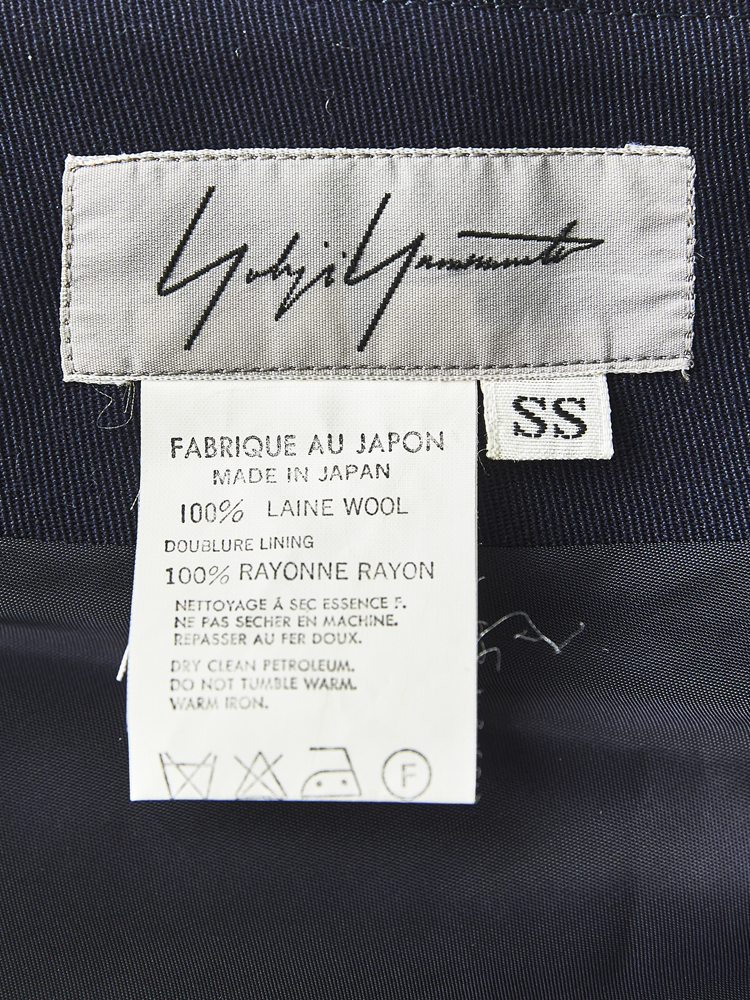 Yohji Yamamoto
SS
FABRIQUE AU JAPON
MADE IN JAPAN
100% LAINE WOOL
DOUBLURE LINING
100% RAYONNE RAYON
NETTOYAGE Á SEC ESSENCE F.
NE PAS SECHER EN MACHINE.
REPASSER AU FER DOUX.
DRY CLEAN PETROLEUM.
DO NOT TUMBLE WARM.
WARM IRON.
F